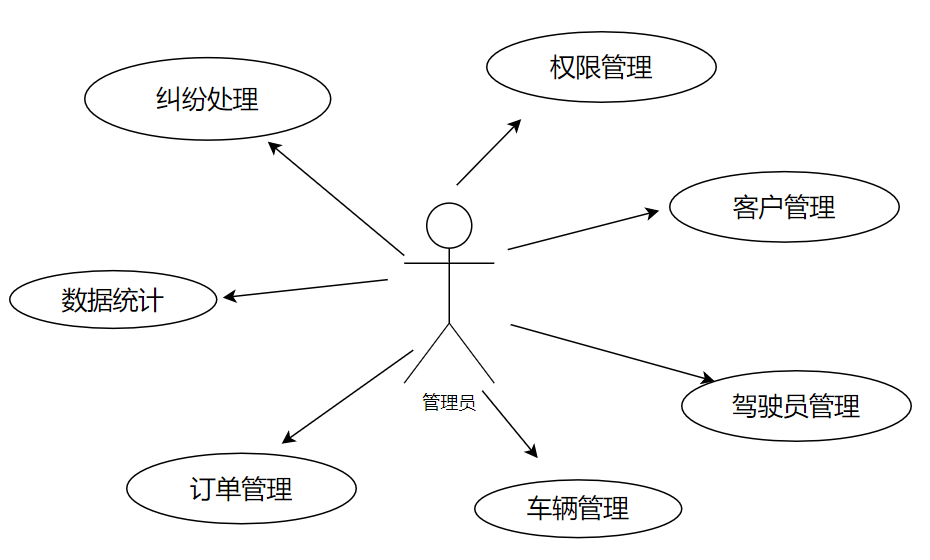 权限管理
纠纷处理
客户管理
数据统计
管理员
驾驶员管理
订单管理
车辆管理